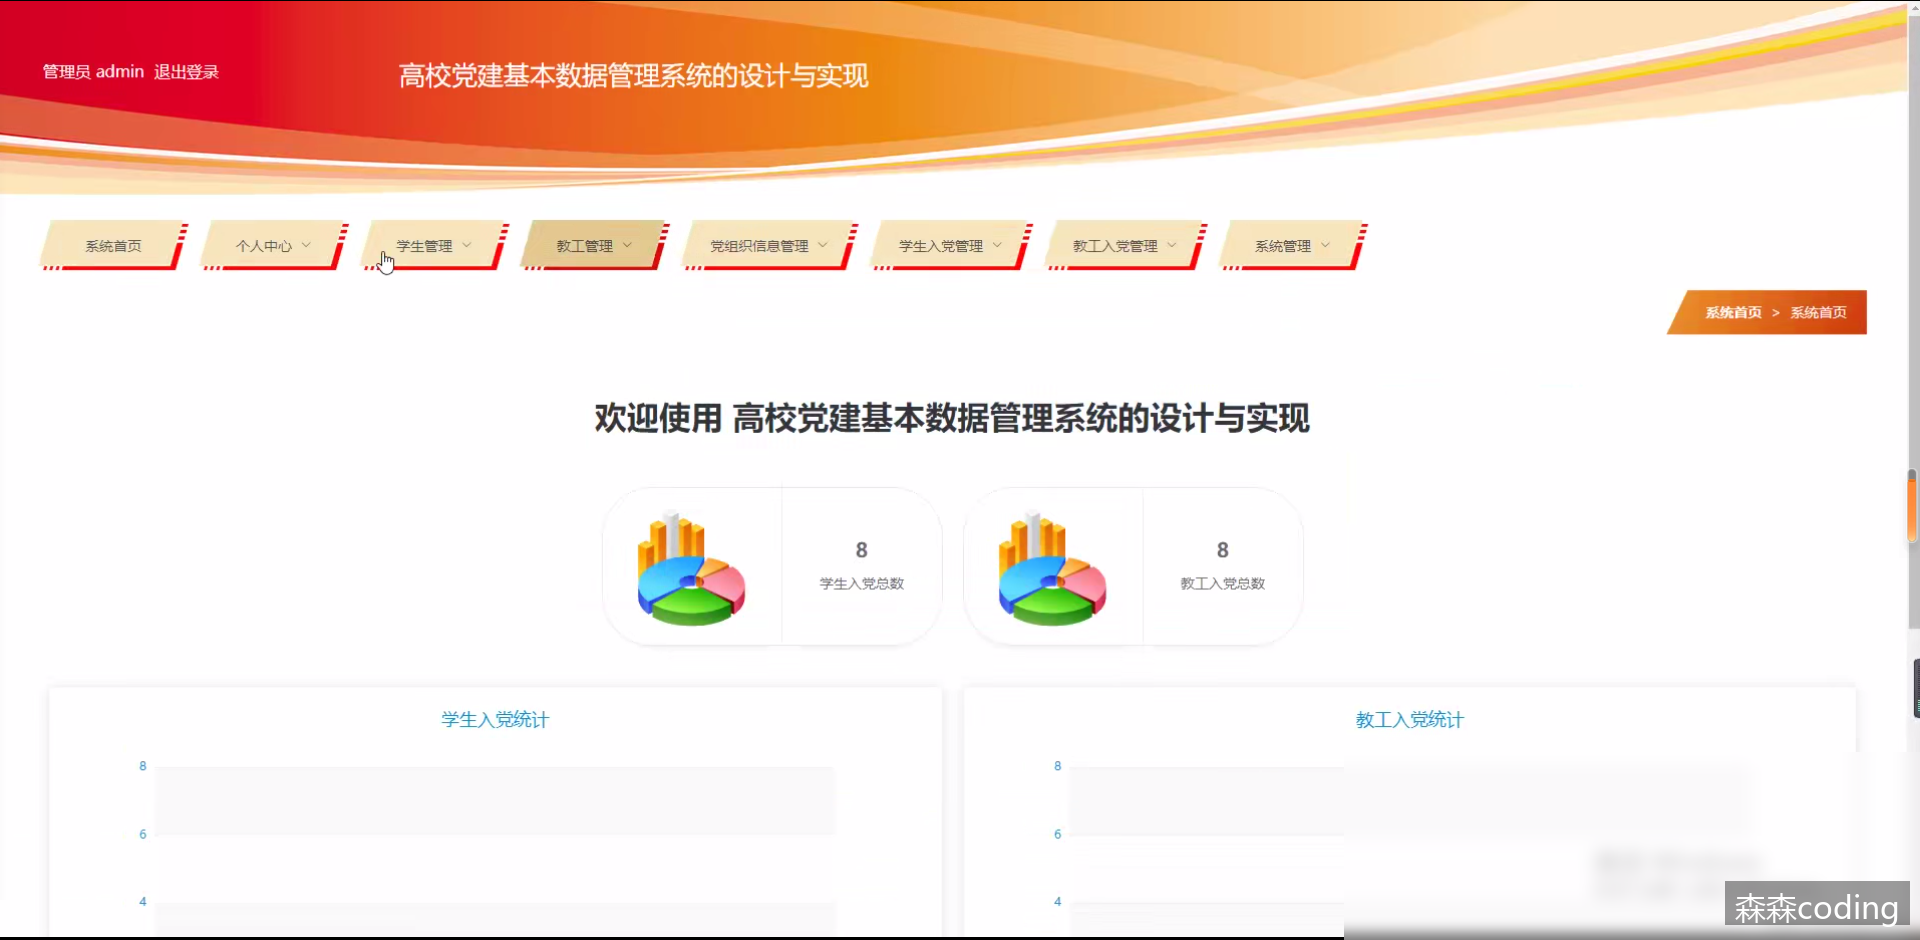 管理员 admin 退出登录
高校党建基本数据管理系统的设计与实现
系统首页
个人中心
学生管理
教工管理
党组织信息管理
学生入党管理
教工入党管理
系统管理
系统首页 > 系统首页
欢迎使用 高校党建基本数据管理系统的设计与实现
8
学生入党总数
8
教工入党总数
学生入党统计
8
6
4
教工入党统计
8
6
4
森森coding